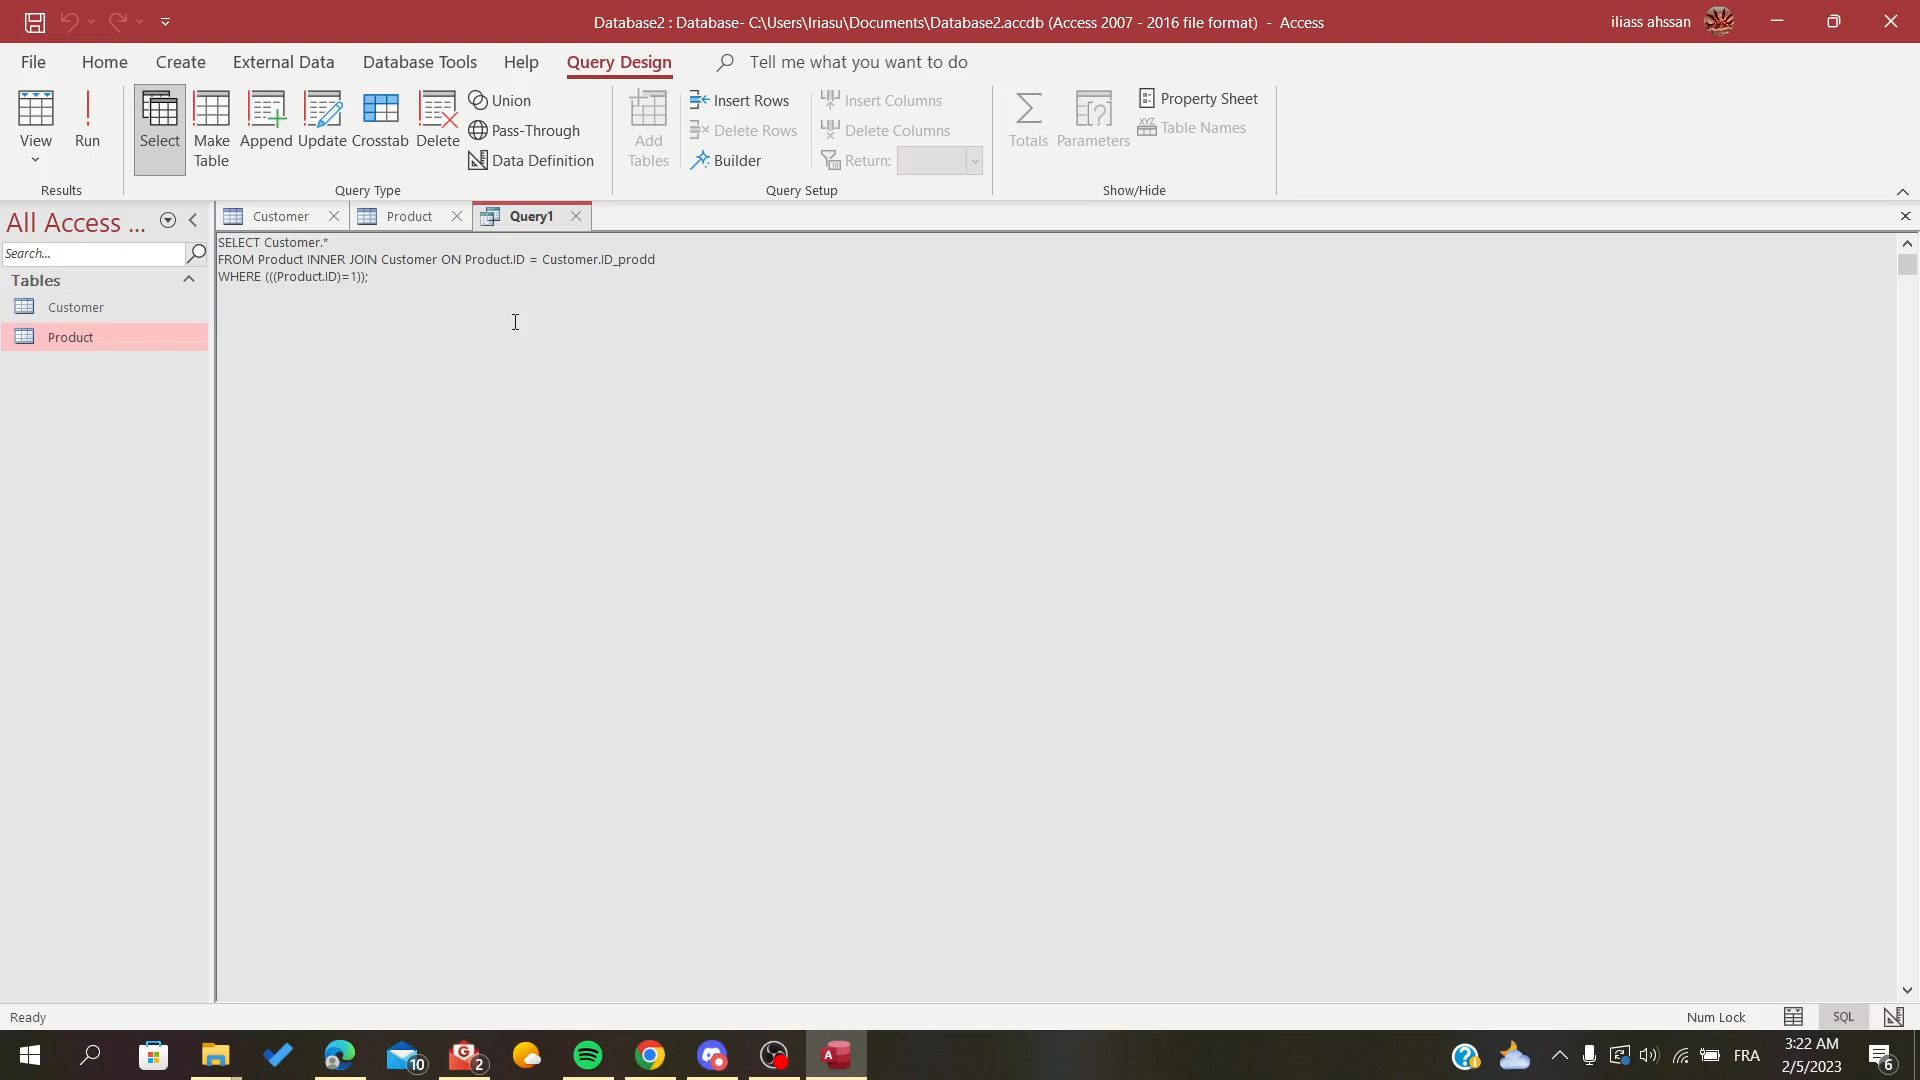 Database2 : Database- C:\Users\Iriasu\Documents\Database2.accdb (Access 2007 - 2016 file format)  -  Access
iliass ahssan
File
Home
Create
External Data
Database Tools
Help
Query Design
Tell me what you want to do
View
Run
Results
Select
Make
Table
Append
Update
Crosstab
Delete
Union
Pass-Through
Data Definition
Query Type
Add
Tables
Insert Rows
Delete Rows
Builder
Insert Columns
Delete Columns
Return:
Query Setup
Totals
Parameters
Property Sheet
Table Names
Show/Hide
All Access ...
Search...
Tables
Customer
Product
Customer
Product
Query1
SELECT Customer.*
FROM Product INNER JOIN Customer ON Product.ID = Customer.ID_prodd
WHERE (((Product.ID)=1));
Ready
Num Lock
SQL
10
2
FRA
3:22 AM
2/5/2023
6